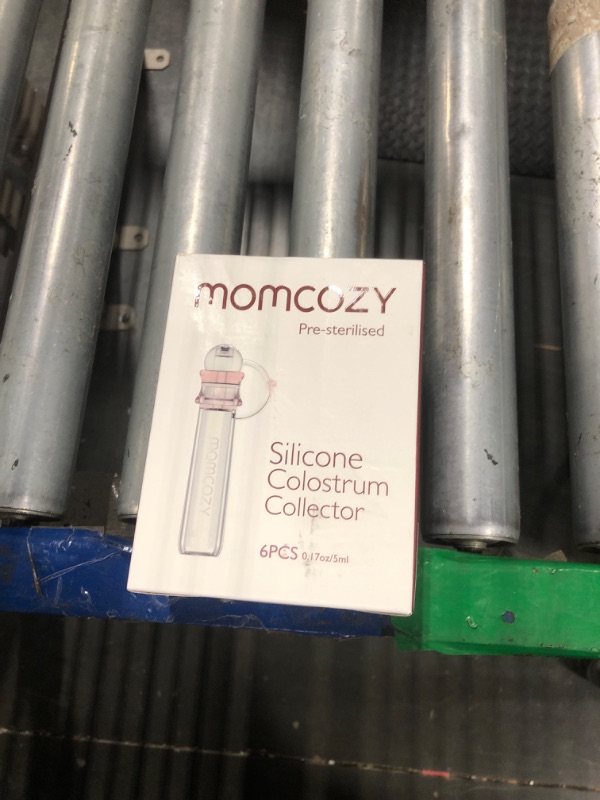 momcozy
Pre-sterilised
momcozy
Silicone
Colostrum
Collector
6PCS 0.17oz/5ml